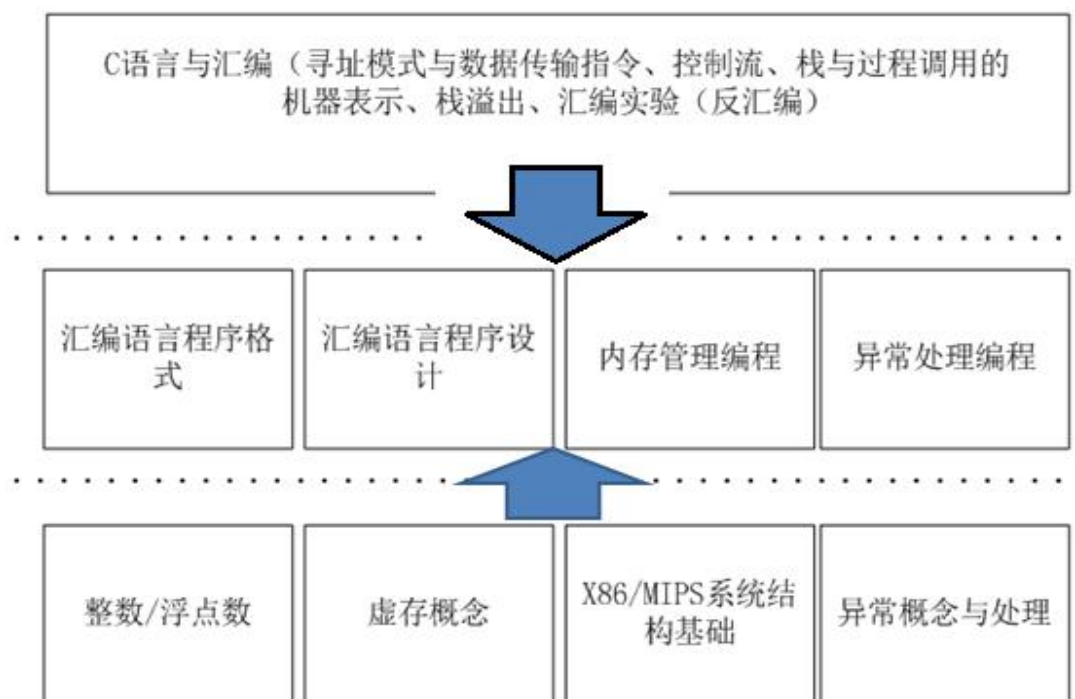 C语言与汇编（寻址模式与数据传输指令、控制流、栈与过程调用的
机器表示、栈溢出、汇编实验（反汇编）
汇编语言程序格
式
汇编语言程序设
计
内存管理编程
异常处理编程
整数/浮点数
虚存概念
X86/MIPS系统结
构基础
异常概念与处理